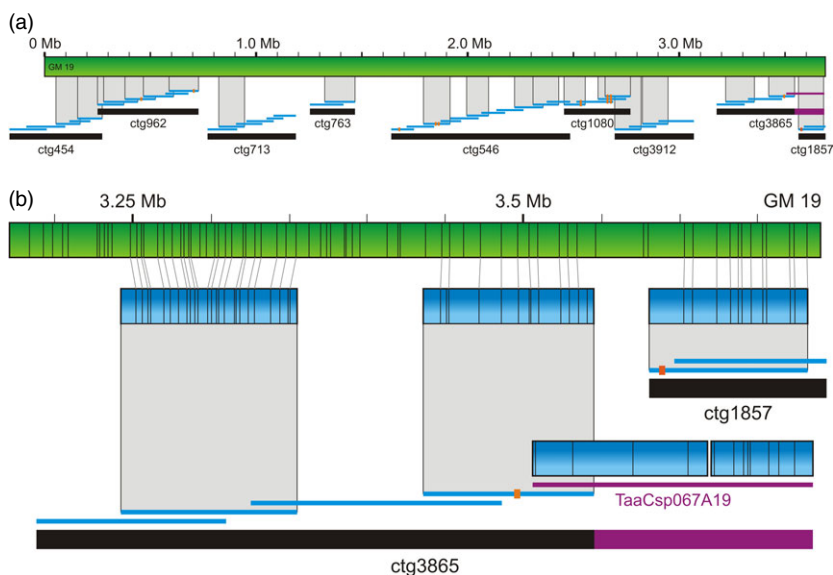 (a)
0 Mb 1.0 Mb 2.0 Mb 3.0 Mb
GM 19
ctg962 ctg763 ctg1080 ctg3865
ctg454 ctg713 ctg546 ctg3912 ctg1857
(b)
3.25 Mb 3.5 Mb GM 19
ctg1857
TaaCsp067A19
ctg3865